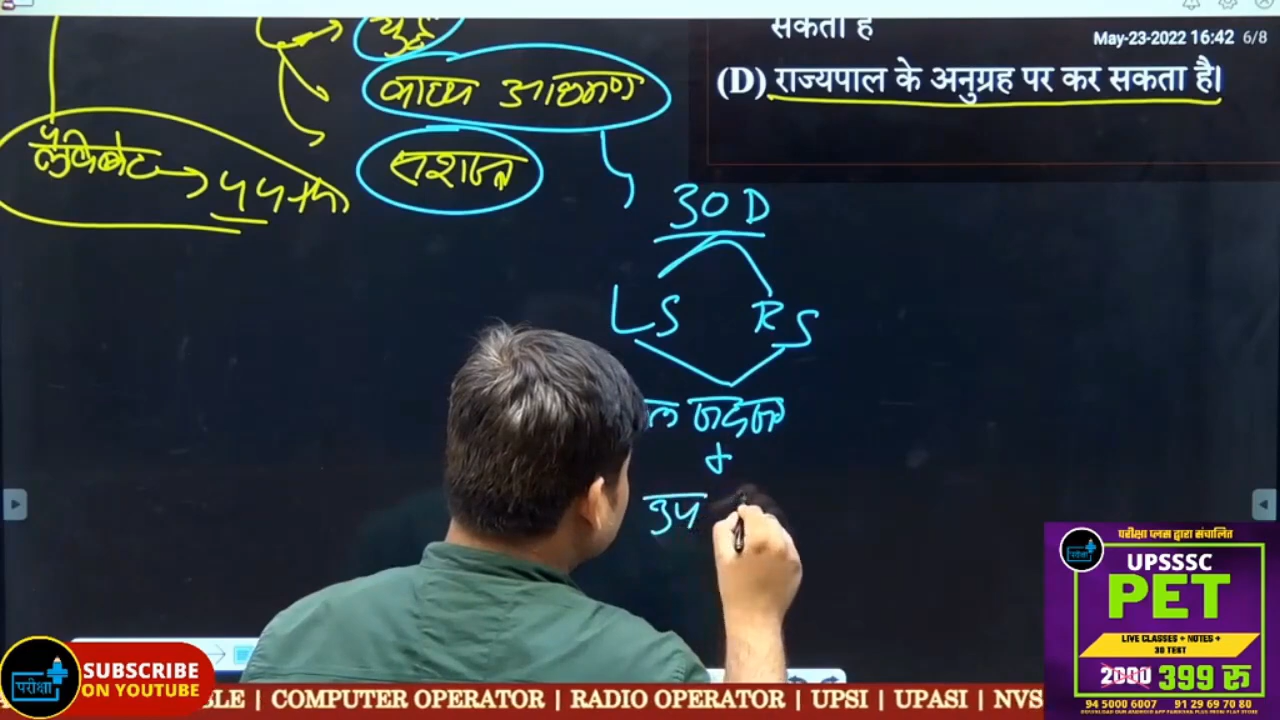 सकता है
May-23-2022 16:42 6/8
(D) राज्यपाल के अनुग्रह पर कर सकता है।
युद्ध
बाह्य आक्रमण
सशस्त्र
30 D
LS RS
उप
परीक्षा प्लस द्वारा संचालित
परीक्षा
UPSSSC
PET
LIVE CLASSES + NOTES +
30 TEST
2000 399 रु
94 5000 6007 91 29 69 70 80
परीक्षा
SUBSCRIBE
ON YOUTUBE
BLE | COMPUTER OPERATOR | RADIO OPERATOR | UPSI | UPASI | NVS